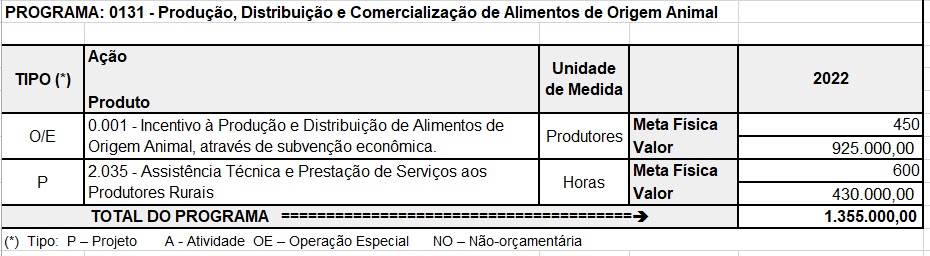 PROGRAMA: 0131 - Produção, Distribuição e Comercialização de Alimentos de Origem Animal
TIPO (*)
Ação
Produto
Unidade
de Medida
2022
O/E
0.001 - Incentivo à Produção e Distribuição de Alimentos de
Origem Animal, através de subvenção econômica.
Produtores
Meta Física
450
Valor
925.000,00
P
2.035 - Assistência Técnica e Prestação de Serviços aos
Produtores Rurais
Horas
Meta Física
600
Valor
430.000,00
TOTAL DO PROGRAMA =======================================➔ 1.355.000,00
(*) Tipo: P – Projeto A - Atividade OE – Operação Especial NO – Não-orçamentária